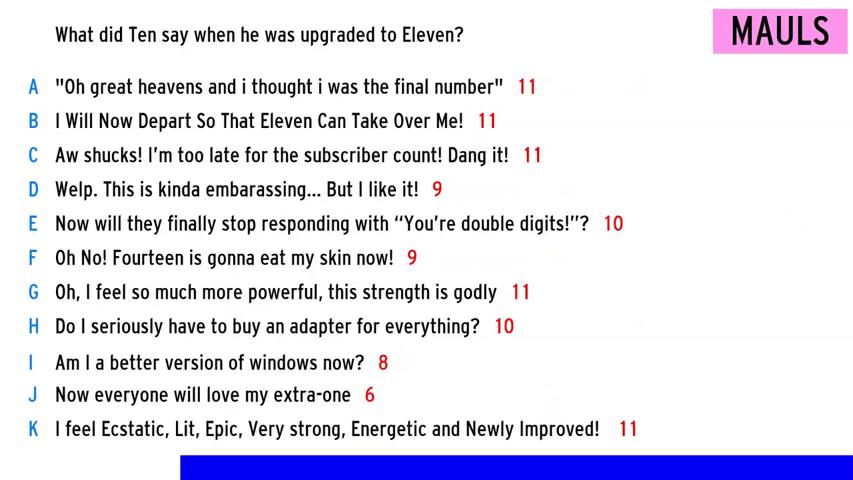 What did Ten say when he was upgraded to Eleven?
MAULS
A "Oh great heavens and i thought i was the final number" 11
B I Will Now Depart So That Eleven Can Take Over Me! 11
C Aw shucks! I'm too late for the subscriber count! Dang it! 11
D Welp. This is kinda embarassing... But I like it! 9
E Now will they finally stop responding with “You're double digits!”? 10
F Oh No! Fourteen is gonna eat my skin now! 9
G Oh, I feel so much more powerful, this strength is godly 11
H Do I seriously have to buy an adapter for everything? 10
I Am I a better version of windows now? 8
J Now everyone will love my extra-one 6
K I feel Ecstatic, Lit, Epic, Very strong, Energetic and Newly Improved! 11